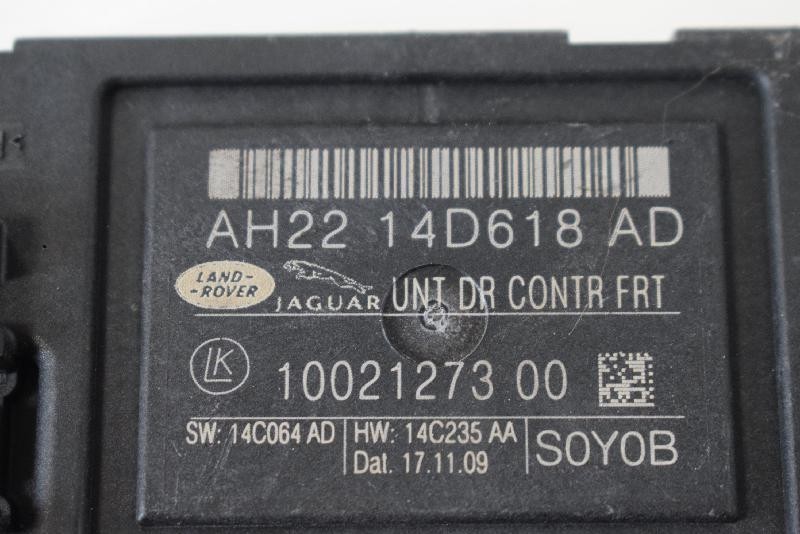 AH22 14D618 AD
LAND-
-ROVER
JAGUAR
UNT DR CONTR FRT
LK
10021273 00
SW: 14C064 AD
HW: 14C235 AA
Dat. 17.11.09
S0Y0B